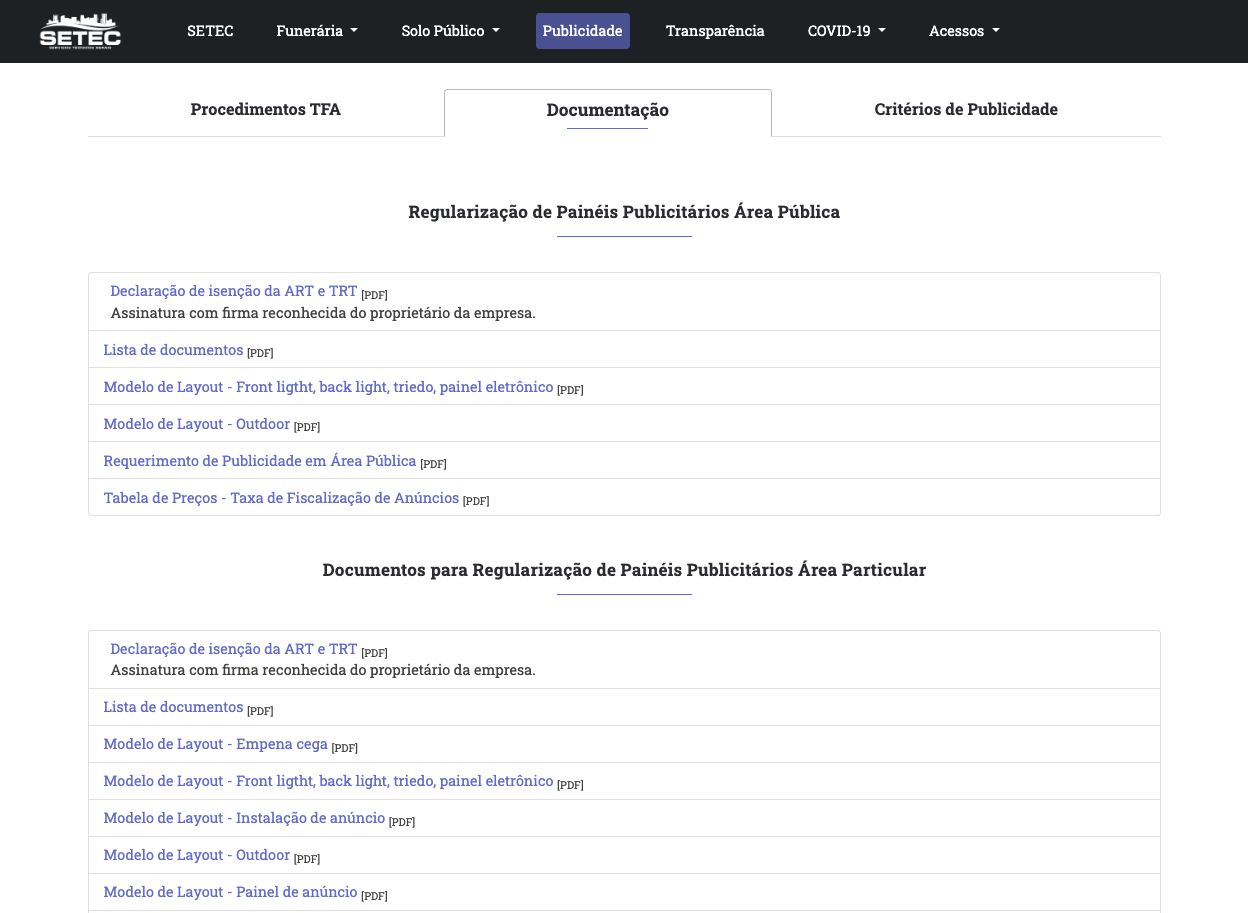 SETEC
SERVIÇOS TÉCNICOS GERAIS
SETEC Funerária Solo Público Publicidade Transparência COVID-19 Acessos
Procedimentos TFA Documentação Critérios de Publicidade
Regularização de Painéis Publicitários Área Pública
Declaração de isenção da ART e TRT [PDF]
Assinatura com firma reconhecida do proprietário da empresa.
Lista de documentos [PDF]
Modelo de Layout - Front ligtht, back light, triedo, painel eletrônico [PDF]
Modelo de Layout - Outdoor [PDF]
Requerimento de Publicidade em Área Pública [PDF]
Tabela de Preços - Taxa de Fiscalização de Anúncios [PDF]
Documentos para Regularização de Painéis Publicitários Área Particular
Declaração de isenção da ART e TRT [PDF]
Assinatura com firma reconhecida do proprietário da empresa.
Lista de documentos [PDF]
Modelo de Layout - Empena cega [PDF]
Modelo de Layout - Front ligtht, back light, triedo, painel eletrônico [PDF]
Modelo de Layout - Instalação de anúncio [PDF]
Modelo de Layout - Outdoor [PDF]
Modelo de Layout - Painel de anúncio [PDF]